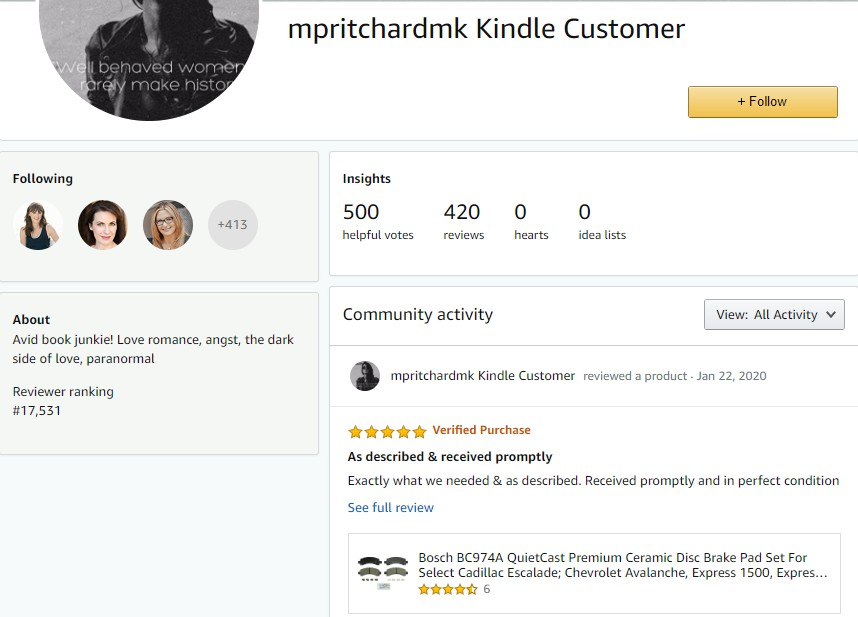 Well behaved women
rarely make histor
mpritchardmk Kindle Customer
+ Follow
Following
+413
About
Avid book junkie! Love romance, angst, the dark
side of love, paranormal
Reviewer ranking
#17,531
Insights
500 420 0 0
helpful votes reviews hearts idea lists
Community activity
View: All Activity
mpritchardmk Kindle Customer reviewed a product · Jan 22, 2020
Verified Purchase
As described & received promptly
Exactly what we needed & as described. Received promptly and in perfect condition
See full review
Bosch BC974A QuietCast Premium Ceramic Disc Brake Pad Set For
Select Cadillac Escalade; Chevrolet Avalanche, Express 1500, Expres...
6